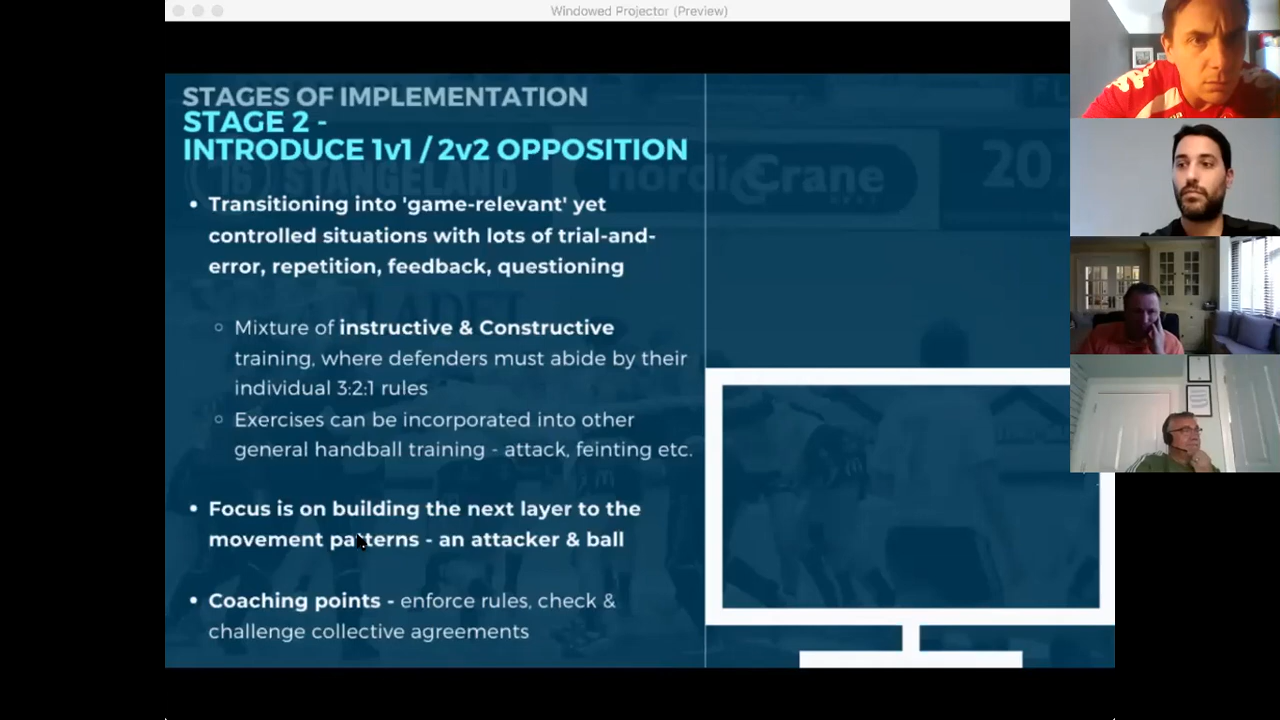 Windowed Projector (Preview)
STAGES OF IMPLEMENTATION
STAGE 2 -
INTRODUCE 1v1 / 2v2 OPPOSITION
16 STANGELAND
nordic Crane
• Transitioning into 'game-relevant' yet
controlled situations with lots of trial-and-
error, repetition, feedback, questioning
Mixture of instructive & Constructive
training, where defenders must abide by their
individual 3:2:1 rules
Exercises can be incorporated into other
general handball training - attack, feinting etc.
• Focus is on building the next layer to the
movement patterns - an attacker & ball
• Coaching points - enforce rules, check &
challenge collective agreements